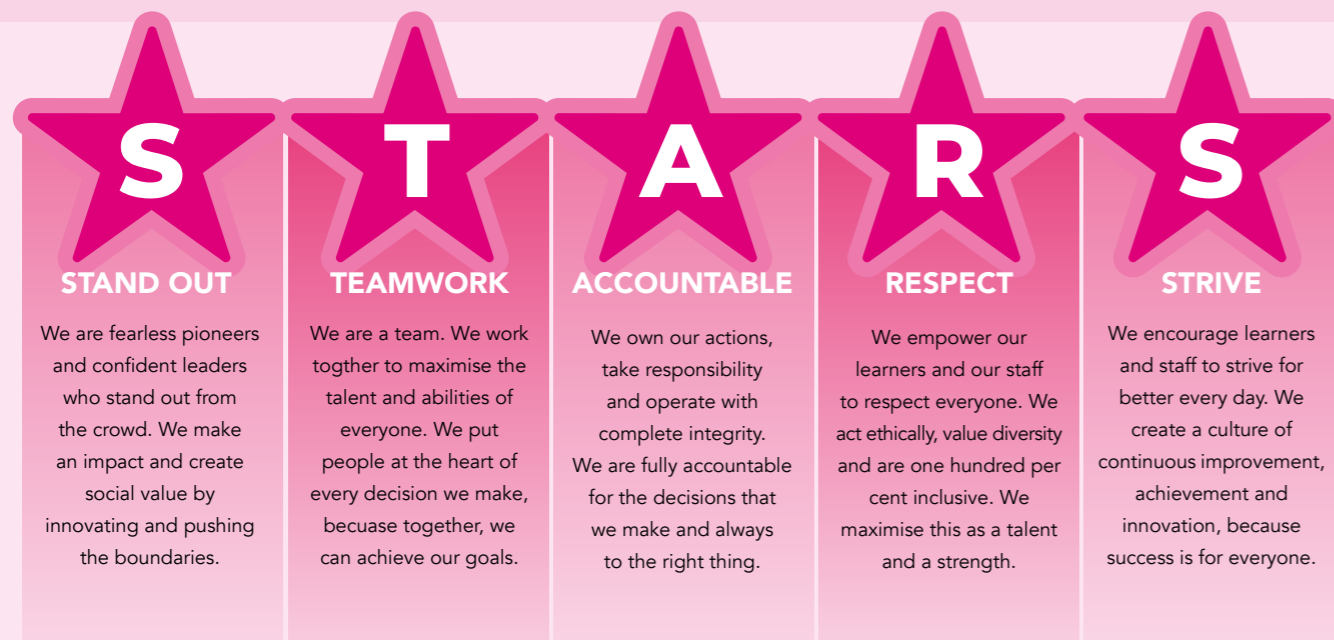 S
STAND OUT
We are fearless pioneers
and confident leaders
who stand out from
the crowd. We make
an impact and create
social value by
innovating and pushing
the boundaries.
T
TEAMWORK
We are a team. We work
togther to maximise the
talent and abilities of
everyone. We put
people at the heart of
every decision we make,
becuase together, we
can achieve our goals.
A
ACCOUNTABLE
We own our actions,
take responsibility
and operate with
complete integrity.
We are fully accountable
for the decisions that
we make and always
to the right thing.
R
RESPECT
We empower our
learners and our staff
to respect everyone. We
act ethically, value diversity
and are one hundred per
cent inclusive. We
maximise this as a talent
and a strength.
S
STRIVE
We encourage learners
and staff to strive for
better every day. We
create a culture of
continuous improvement,
achievement and
innovation, because
success is for everyone.